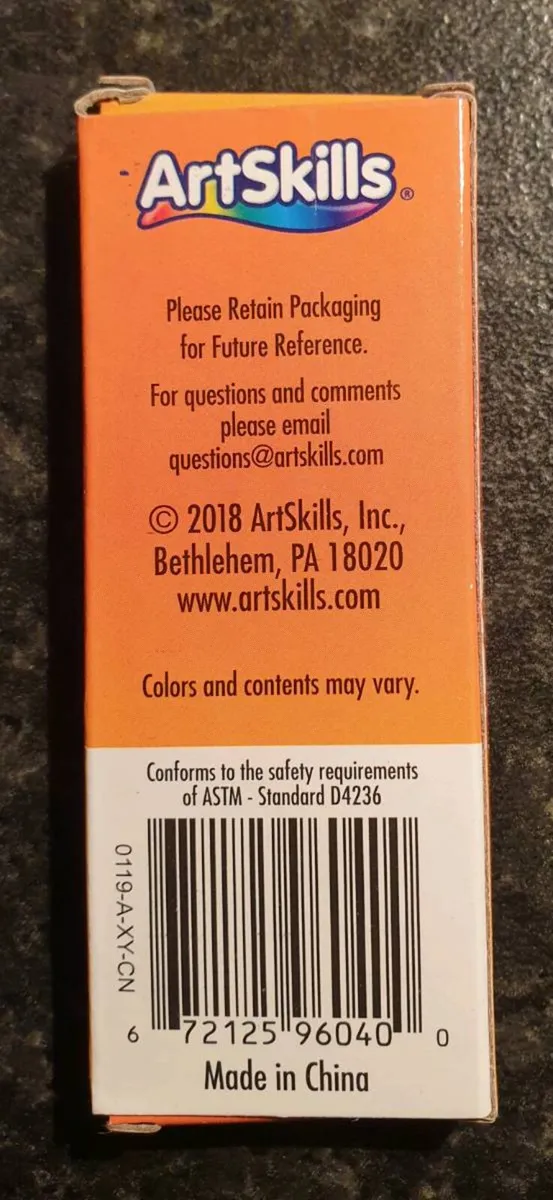 ArtSkills®
Please Retain Packaging
for Future Reference.
For questions and comments
please email
questions@artskills.com
© 2018 ArtSkills, Inc.,
Bethlehem, PA 18020
www.artskills.com
Colors and contents may vary.
Conforms to the safety requirements
of ASTM - Standard D4236
0119-A-XY-CN
6 72125 96040 0
Made in China